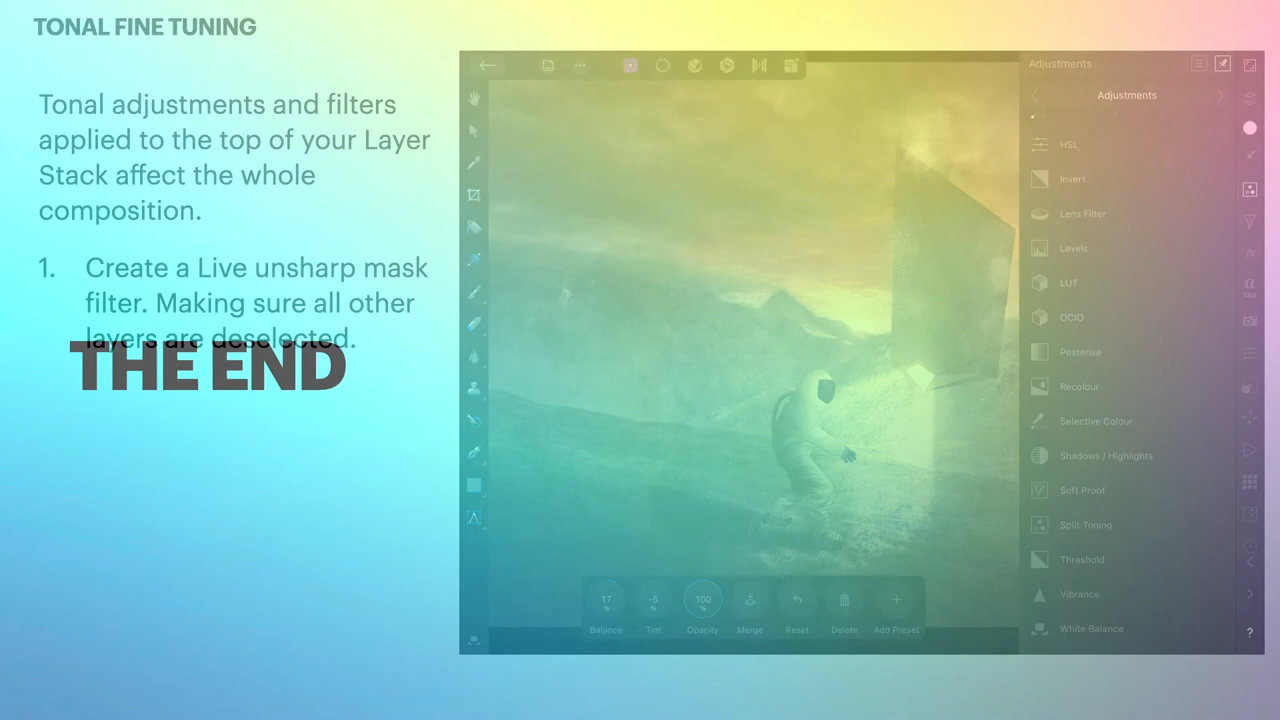 TONAL FINE TUNING
Tonal adjustments and filters
applied to the top of your Layer
Stack affect the whole
composition.
1. Create a Live unsharp mask
filter. Making sure all other
layers are deselected.
THE END
Adjustments
Adjustments
HSL
Invert
Lens Filter
Levels
LUT
OCIO
Posterise
Recolour
Selective Colour
Shadows / Highlights
Soft Proof
Split Toning
Threshold
Vibrance
White Balance
17 % -5 % 100 %
Balance Tint Opacity Merge Reset Delete Add Preset
A
?